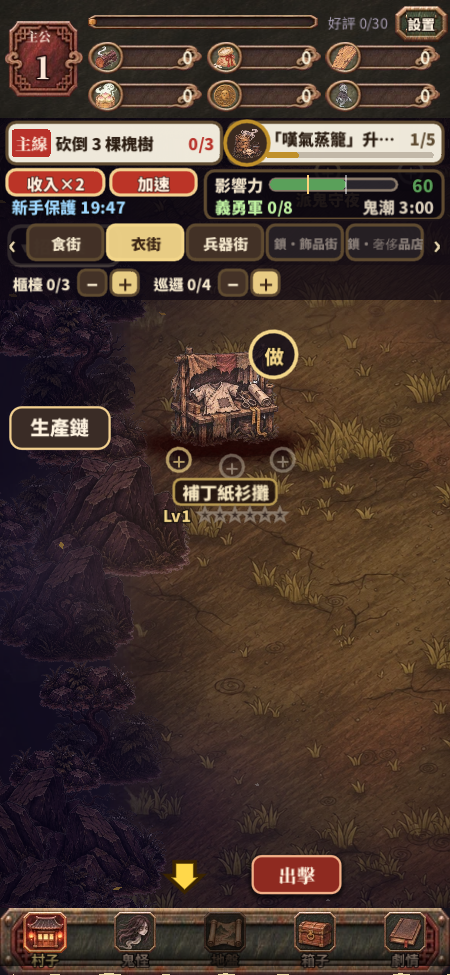 主公
1
好評 0/30
設置
0
0
0
0
0
0
主線 砍倒 3 棵槐樹 0/3
「嘆氣蒸籠」升… 1/5
收入×2
加速
影響力 60
新手保護 19:47
義勇軍 0/8
鬼潮 3:00
‹
食街
衣街
兵器街
鎖・飾品街
鎖・奢侈品店
›
櫃檯 0/3 − +
巡邏 0/4 − +
做
生產鏈
補丁紙衫攤
Lv1 ☆☆☆☆☆☆
出擊
村子
鬼怪
地盤
箱子
劇情